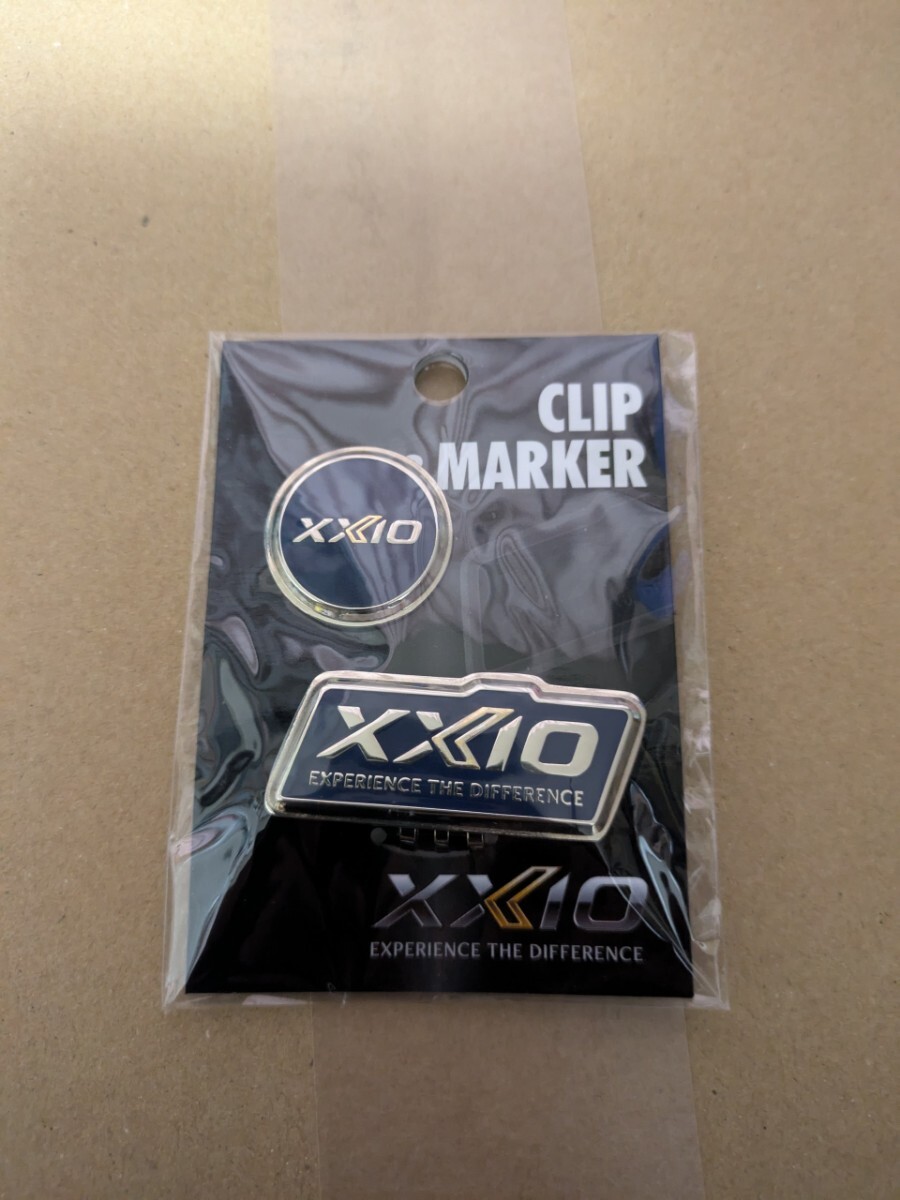 CLIP
MARKER
XXIO
XXIO
EXPERIENCE THE DIFFERENCE
XXIO
EXPERIENCE THE DIFFERENCE